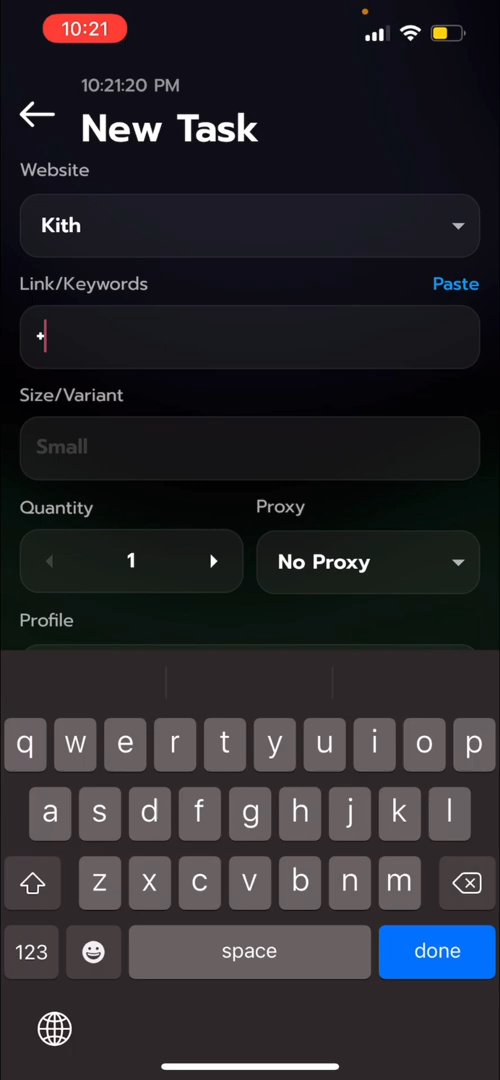 10:21
10:21:20 PM
New Task
Website
Kith
Link/Keywords Paste
+
Size/Variant
Small
Quantity Proxy
1 No Proxy
Profile
q w e r t y u i o p
a s d f g h j k l
z x c v b n m
123 space done